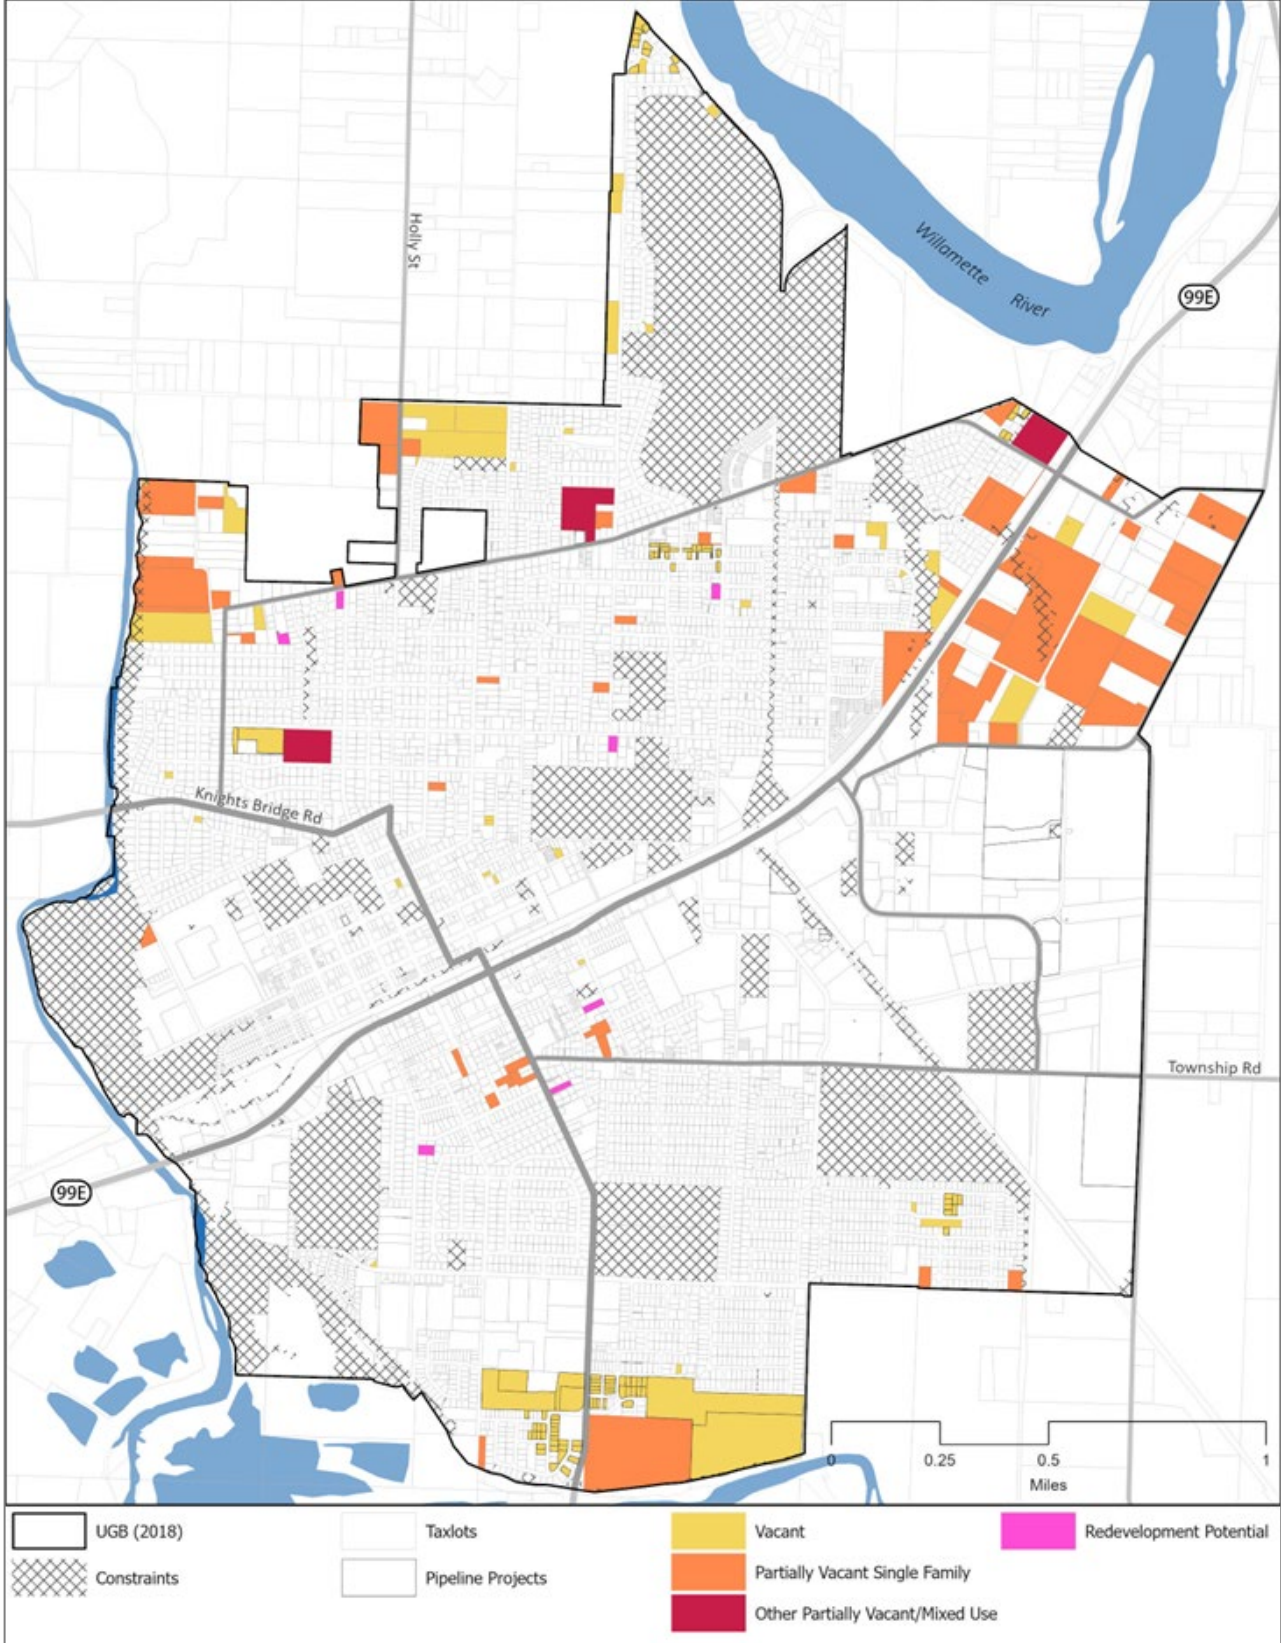 Holly St
Willamette River
99E
Knights Bridge Rd
Township Rd
99E
0 0.25 0.5 1
Miles
UGB (2018)
Taxlots
Vacant
Redevelopment Potential
Constraints
Pipeline Projects
Partially Vacant Single Family
Other Partially Vacant/Mixed Use